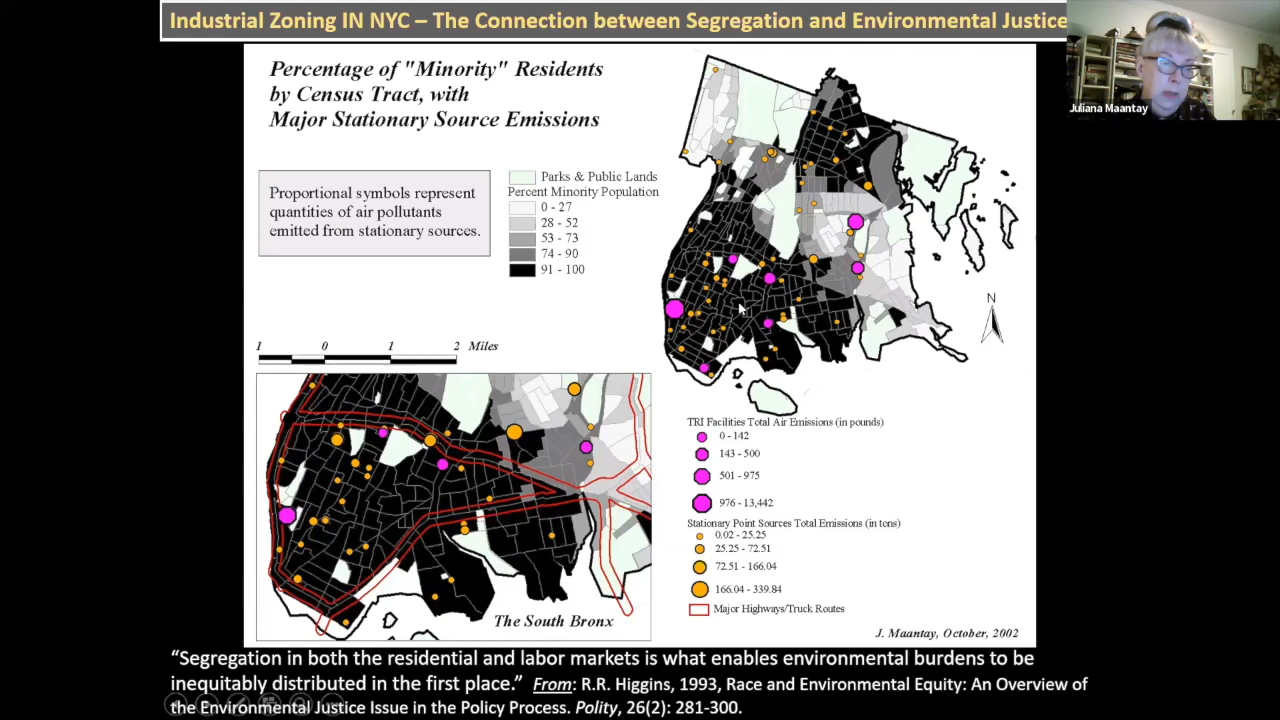 Industrial Zoning IN NYC – The Connection between Segregation and Environmental Justice
Juliana Maantay
Percentage of "Minority" Residents
by Census Tract, with
Major Stationary Source Emissions
Proportional symbols represent
quantities of air pollutants
emitted from stationary sources.
Parks & Public Lands
Percent Minority Population
0 - 27
28 - 52
53 - 73
74 - 90
91 - 100
N
1 0 1 2 Miles
The South Bronx
TRI Facilities Total Air Emissions (in pounds)
0 - 142
143 - 500
501 - 975
976 - 13,442
Stationary Point Sources Total Emissions (in tons)
0.02 - 25.25
25.25 - 72.51
72.51 - 166.04
166.04 - 339.84
Major Highways/Truck Routes
J. Maantay, October, 2002
“Segregation in both the residential and labor markets is what enables environmental burdens to be
inequitably distributed in the first place.” From: R.R. Higgins, 1993, Race and Environmental Equity: An Overview of
the Environmental Justice Issue in the Policy Process. Polity, 26(2): 281-300.